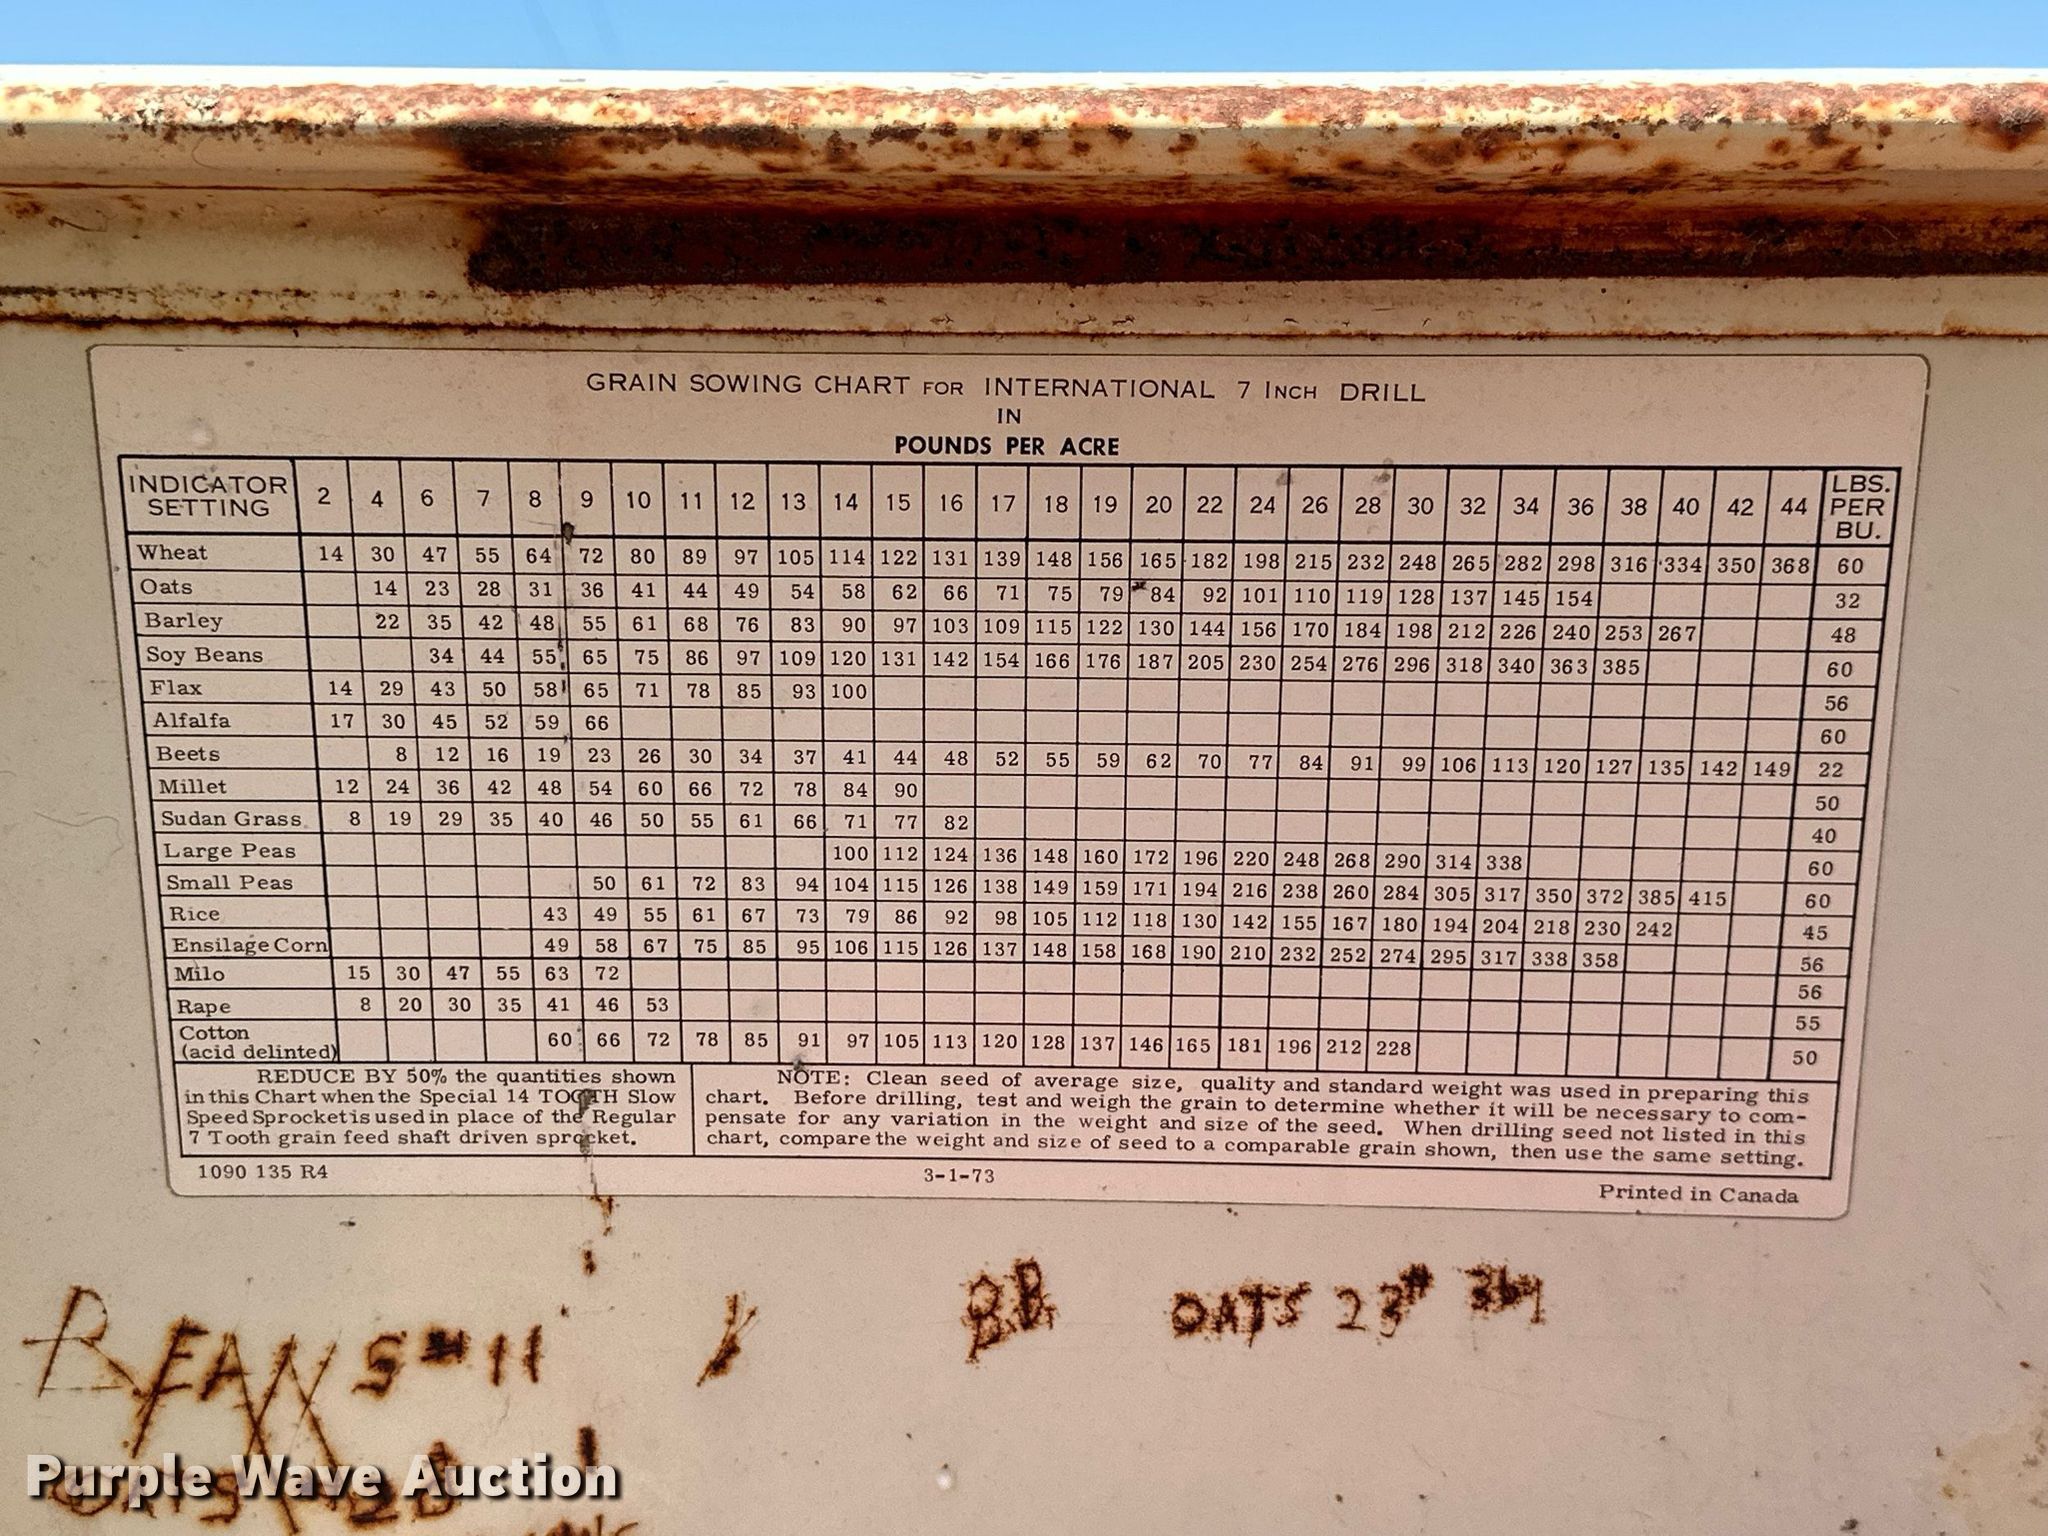 GRAIN SOWING CHART FOR INTERNATIONAL 7 INCH DRILL
IN
POUNDS PER ACRE
INDICATOR SETTING 2 4 6 7 8 9 10 11 12 13 14 15 16 17 18 19 20 22 24 26 28 30 32 34 36 38 40 42 44 LBS. PER BU.
Wheat 14 30 47 55 64 72 80 89 97 105 114 122 131 139 148 156 165 182 198 215 232 248 265 282 298 316 334 350 368 60
Oats 14 23 28 31 36 41 44 49 54 58 62 66 71 75 79 84 92 101 110 119 128 137 145 154 32
Barley 22 35 42 48 55 61 68 76 83 90 97 103 109 115 122 130 144 156 170 184 198 212 226 240 253 267 48
Soy Beans 34 44 55 65 75 86 97 109 120 131 142 154 166 176 187 205 230 254 276 296 318 340 363 385 60
Flax 14 29 43 50 58 65 71 78 85 93 100 56
Alfalfa 17 30 45 52 59 66 60
Beets 8 12 16 19 23 26 30 34 37 41 44 48 52 55 59 62 70 77 84 91 99 106 113 120 127 135 142 149 22
Millet 12 24 36 42 48 54 60 66 72 78 84 90 50
Sudan Grass 8 19 29 35 40 46 50 55 61 66 71 77 82 40
Large Peas 100 112 124 136 148 160 172 196 220 248 268 290 314 338 60
Small Peas 50 61 72 83 94 104 115 126 138 149 159 171 194 216 238 260 284 305 317 350 372 385 415 60
Rice 43 49 55 61 67 73 79 86 92 98 105 112 118 130 142 155 167 180 194 204 218 230 242 45
Ensilage Corn 49 58 67 75 85 95 106 115 126 137 148 158 168 190 210 232 252 274 295 317 338 358 56
Milo 15 30 47 55 63 72 56
Rape 8 20 30 35 41 46 53 55
Cotton (acid delinted) 60 66 72 78 85 91 97 105 113 120 128 137 146 165 181 196 212 228 50
REDUCE BY 50% the quantities shown
in this Chart when the Special 14 TOOTH Slow
Speed Sprocket is used in place of the Regular
7 Tooth grain feed shaft driven sprocket.
NOTE: Clean seed of average size, quality and standard weight was used in preparing this
chart. Before drilling, test and weigh the grain to determine whether it will be necessary to com-
pensate for any variation in the weight and size of the seed. When drilling seed not listed in this
chart, compare the weight and size of seed to a comparable grain shown, then use the same setting.
1090 135 R4 3-1-73 Printed in Canada
BEANS # 11
OATS 23#
Purple Wave Auction